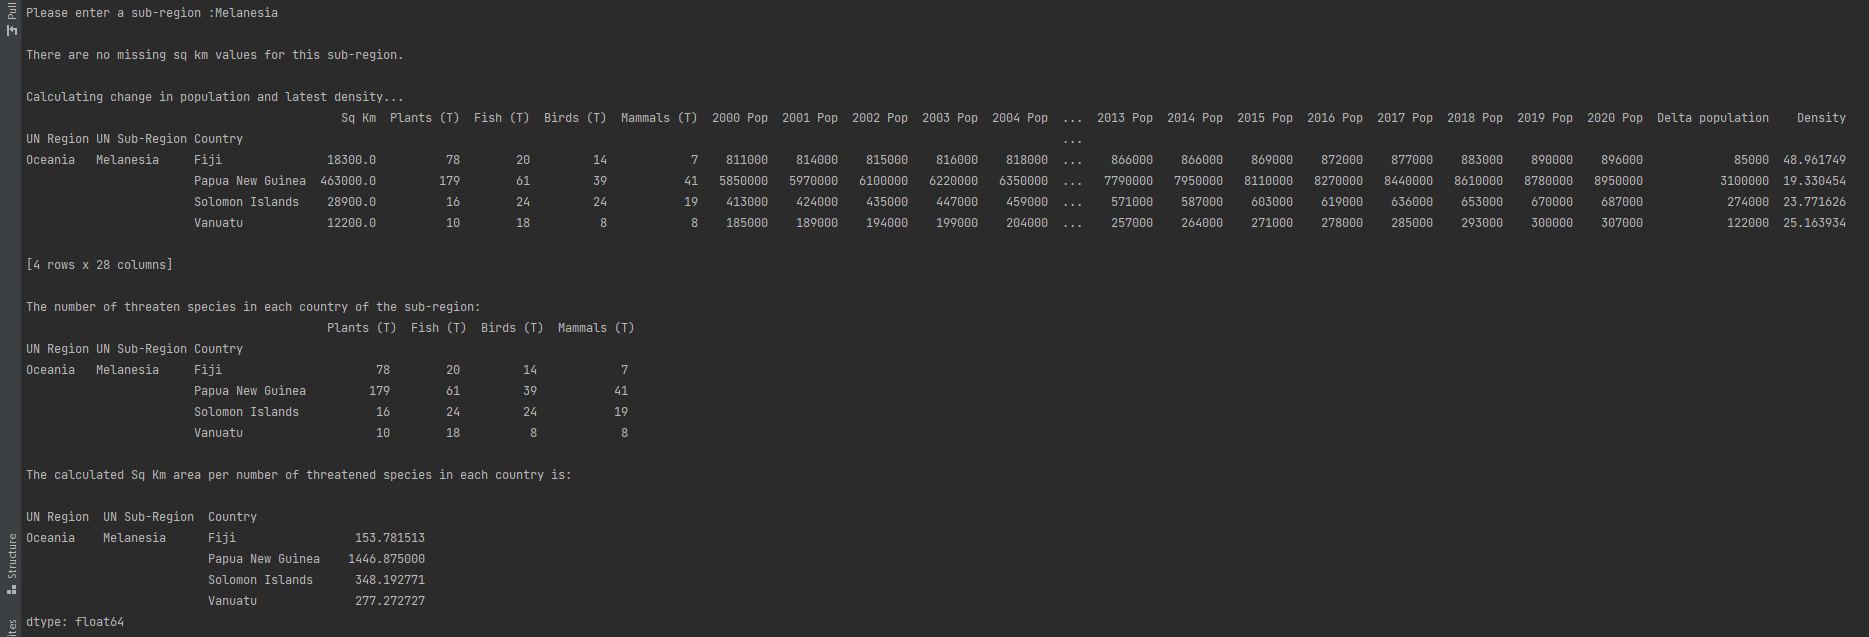 Pull
Please enter a sub-region :Melanesia
There are no missing sq km values for this sub-region.
Calculating change in population and latest density...
Sq Km  Plants (T)  Fish (T)  Birds (T)  Mammals (T)  2000 Pop  2001 Pop  2002 Pop  2003 Pop  2004 Pop  ...  2013 Pop  2014 Pop  2015 Pop  2016 Pop  2017 Pop  2018 Pop  2019 Pop  2020 Pop  Delta population    Density
UN Region UN Sub-Region Country ...
Oceania   Melanesia     Fiji               18300.0          78        20         14            7    811000    814000    815000    816000    818000  ...    866000    866000    869000    872000    877000    883000    890000    896000             85000  48.961749
Papua New Guinea  463000.0         179        61         39           41   5850000   5970000   6100000   6220000   6350000  ...   7790000   7950000   8110000   8270000   8440000   8610000   8780000   8950000           3100000  19.330454
Solomon Islands    28900.0          16        24         24           19    413000    424000    435000    447000    459000  ...    571000    587000    603000    619000    636000    653000    670000    687000            274000  23.771626
Vanuatu            12200.0          10        18          8            8    185000    189000    194000    199000    204000  ...    257000    264000    271000    278000    285000    293000    300000    307000            122000  25.163934
[4 rows x 28 columns]
The number of threaten species in each country of the sub-region:
Plants (T)  Fish (T)  Birds (T)  Mammals (T)
UN Region UN Sub-Region Country
Oceania   Melanesia     Fiji                      78        20         14            7
Papua New Guinea         179        61         39           41
Solomon Islands           16        24         24           19
Vanuatu                   10        18          8            8
The calculated Sq Km area per number of threatened species in each country is:
UN Region  UN Sub-Region  Country
Oceania    Melanesia      Fiji                 153.781513
Papua New Guinea    1446.875000
Solomon Islands      348.192771
Vanuatu              277.272727
dtype: float64
Structure